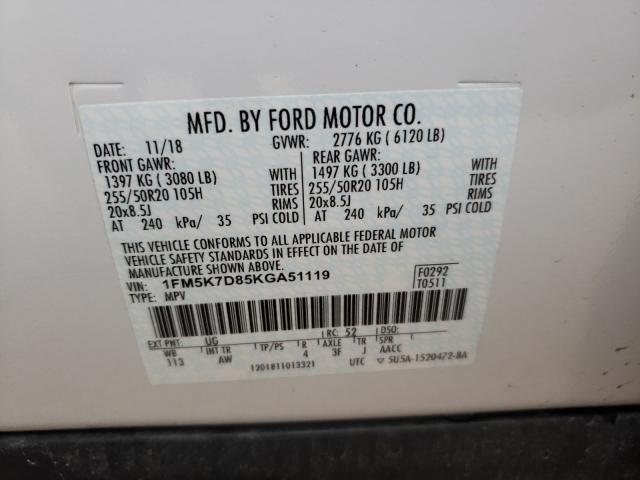 MFD. BY FORD MOTOR CO.
DATE: 11/18 GVWR: 2776 KG ( 6120 LB)
FRONT GAWR: REAR GAWR:
1397 KG ( 3080 LB) WITH 1497 KG ( 3300 LB) WITH
255/50R20 105H TIRES 255/50R20 105H TIRES
20x8.5J RIMS 20x8.5J RIMS
AT 240 kPa/ 35 PSI COLD AT 240 kPa/ 35 PSI COLD
THIS VEHICLE CONFORMS TO ALL APPLICABLE FEDERAL MOTOR
VEHICLE SAFETY STANDARDS IN EFFECT ON THE DATE OF
MANUFACTURE SHOWN ABOVE.
VIN: 1FM5K7D85KGA51119 F0292
TYPE: MPV T0511
EXT PNT: UG RC: 52 DSO:
WB INT TR TP/PS R AXLE TR SPR
113 AW 4 3F J AACC
1201811013321 UTC ▽ 5U5A-1520472-BA